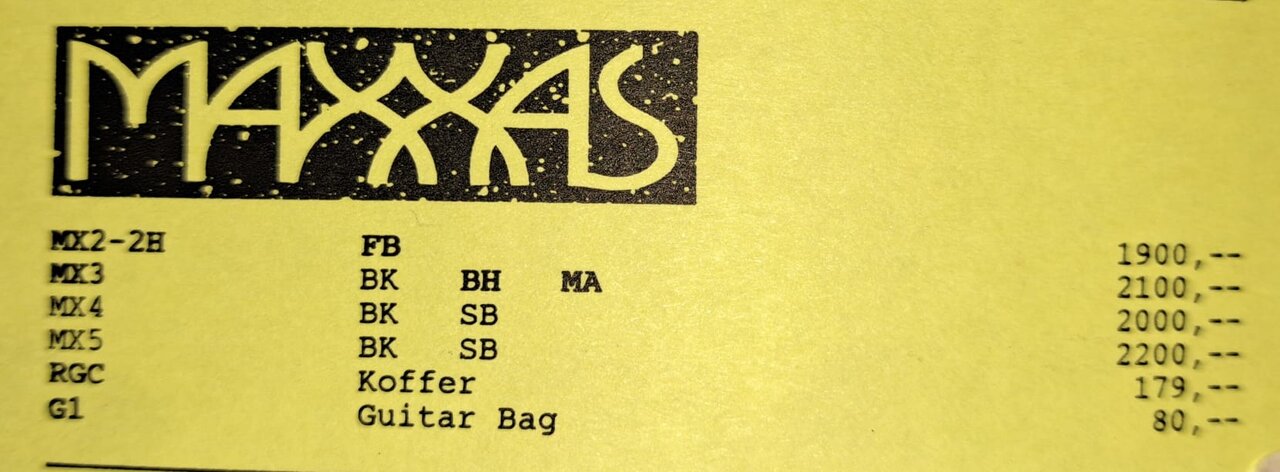 MAXXAS
MX2-2H FB 1900,--
MX3 BK BH MA 2100,--
MX4 BK SB 2000,--
MX5 BK SB 2200,--
RGC Koffer 179,--
G1 Guitar Bag 80,--